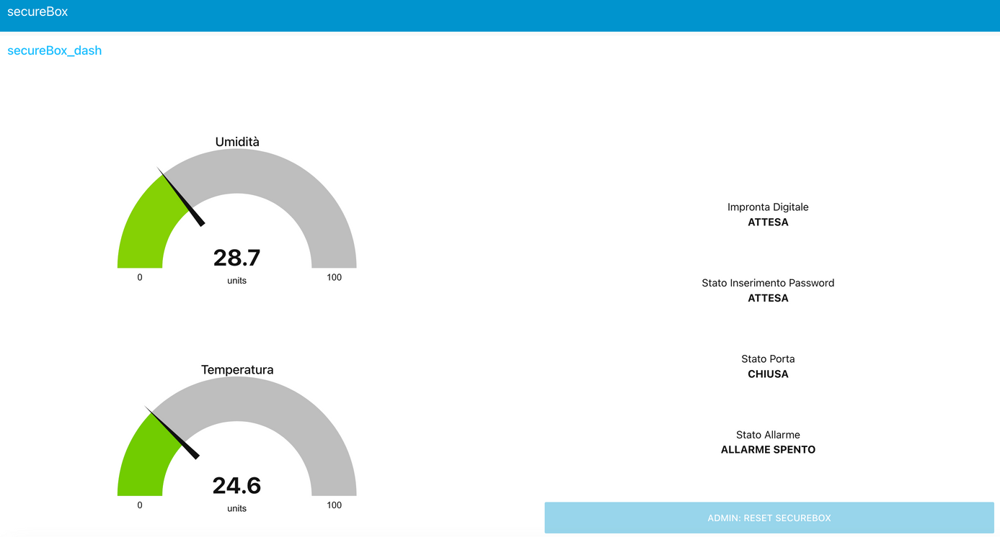 secureBox
secureBox_dash
Umidità
28.7
units
0
100
Temperatura
24.6
units
0
100
Impronta Digitale
ATTESA
Stato Inserimento Password
ATTESA
Stato Porta
CHIUSA
Stato Allarme
ALLARME SPENTO
ADMIN: RESET SECUREBOX